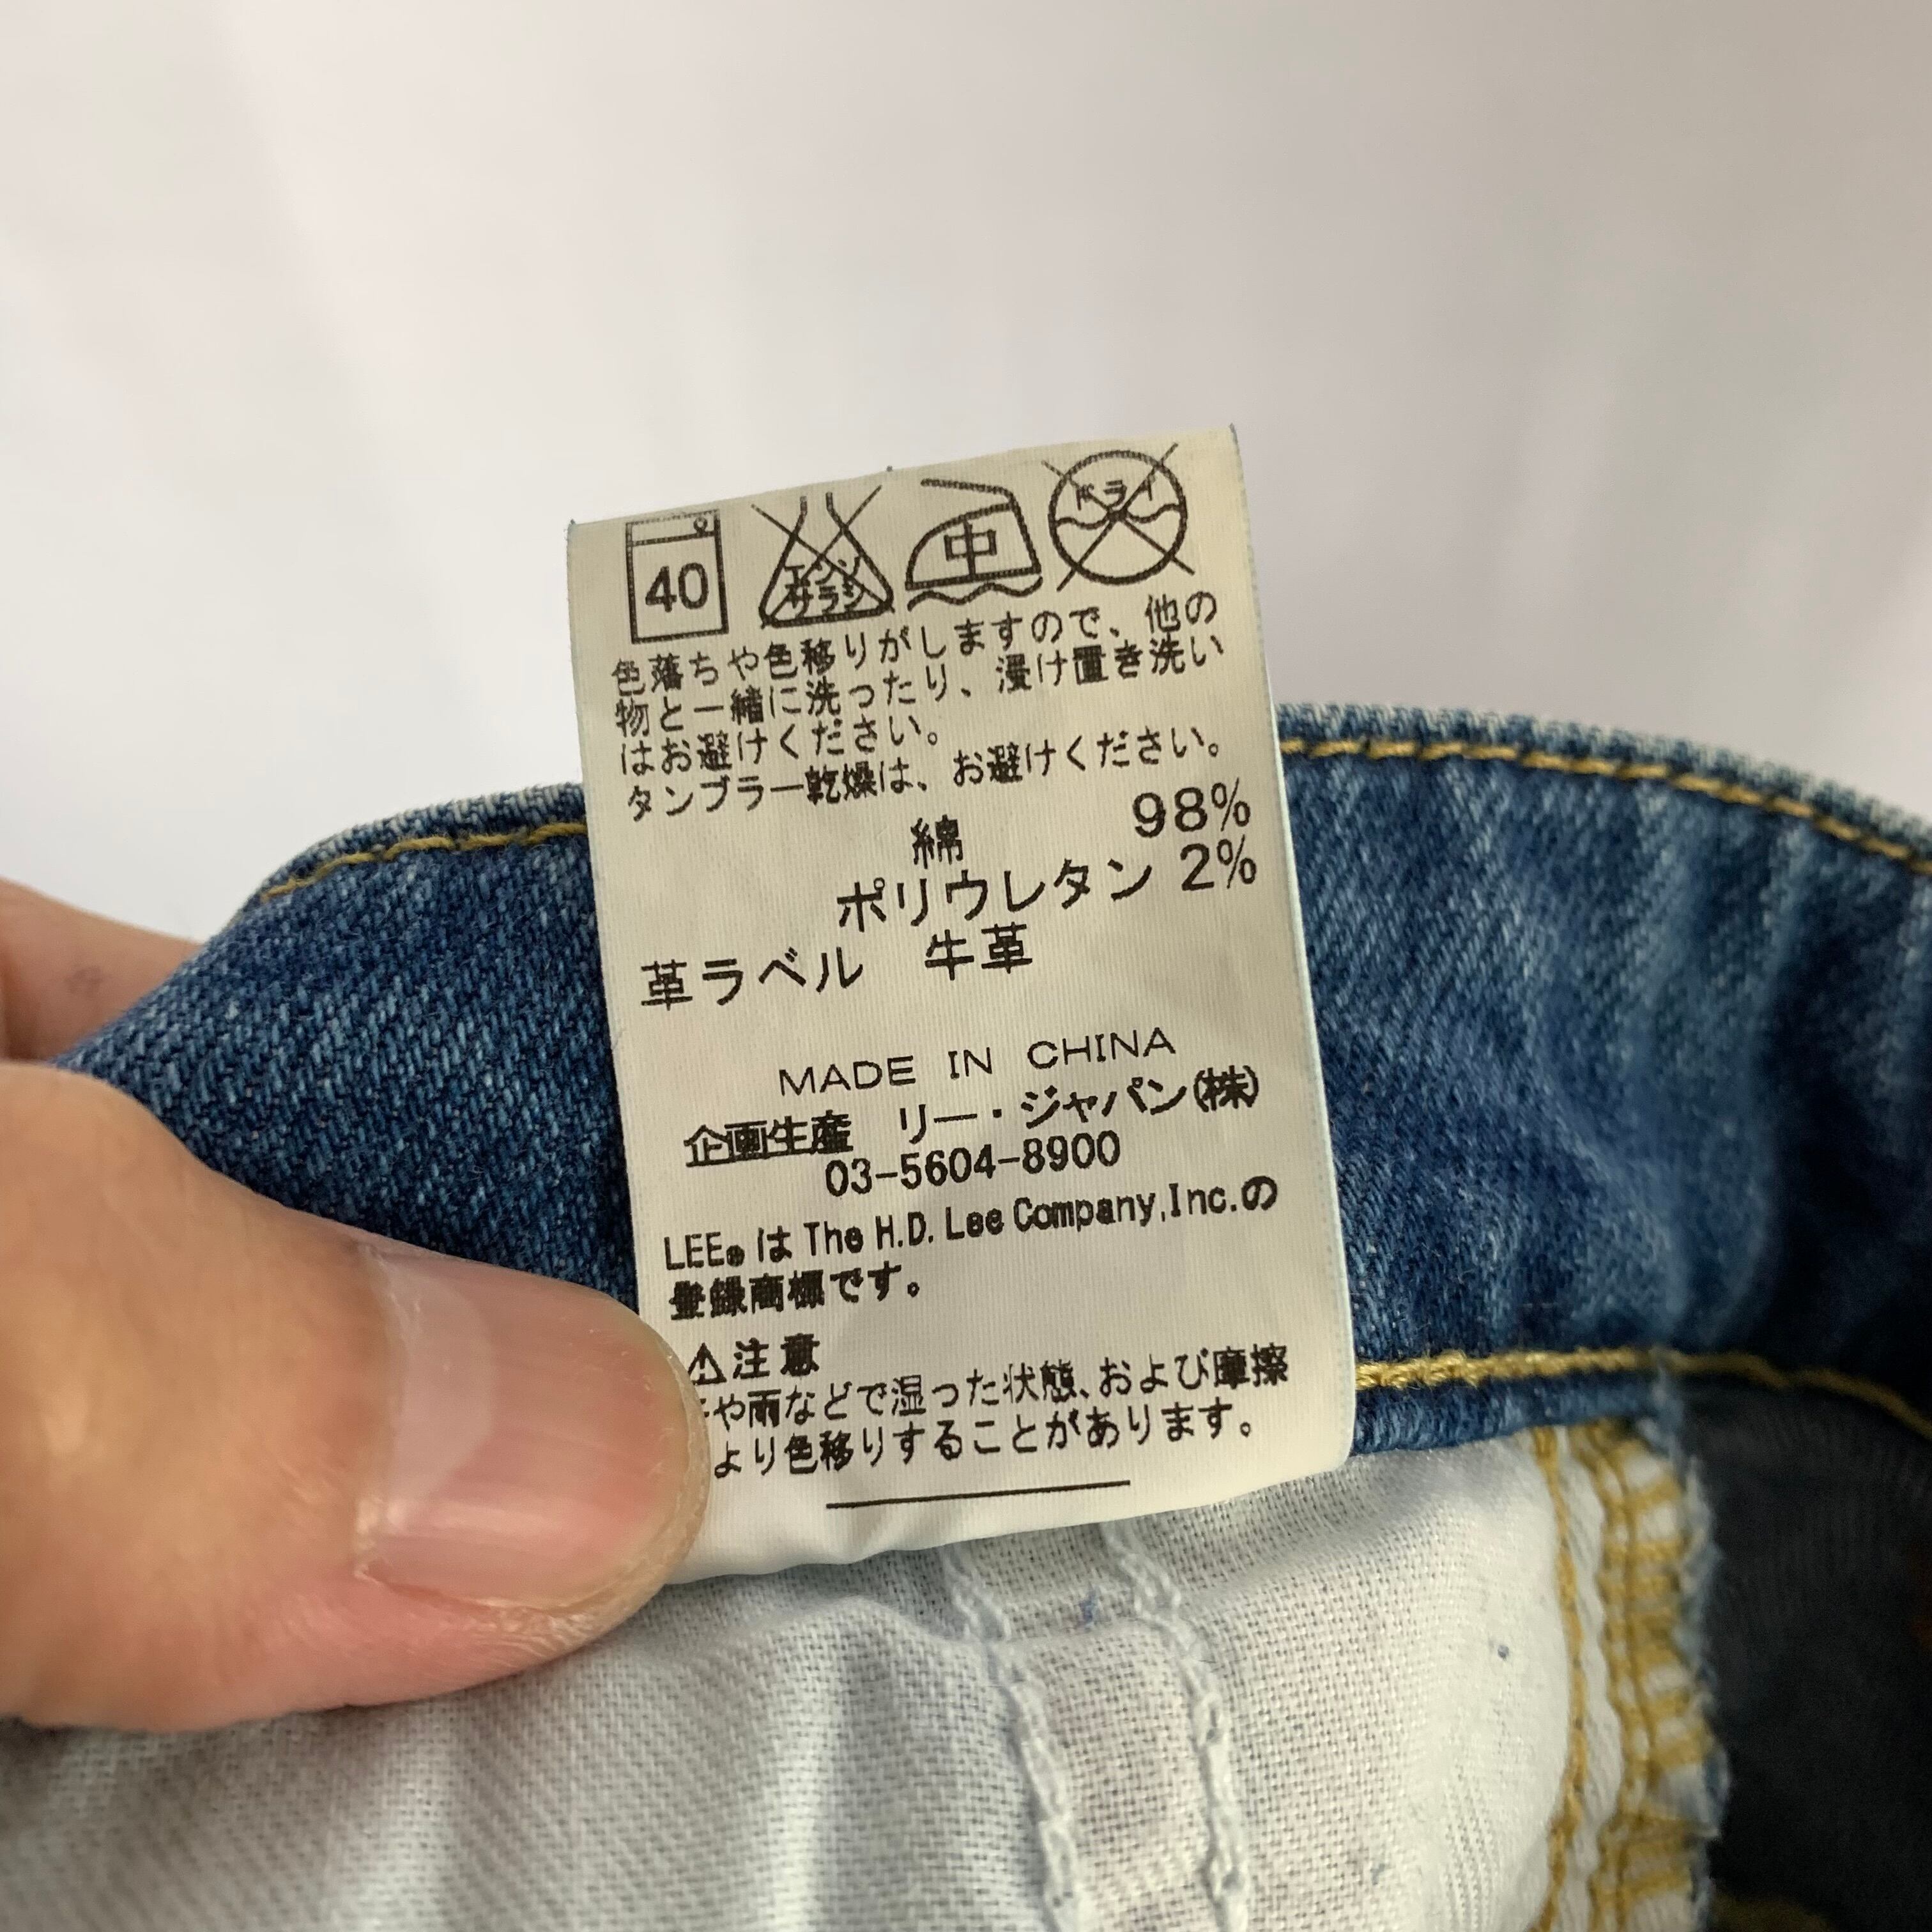 40
エンソ
サラシ
中
ドライ
色落ちや色移りがしますので、他の
物と一緒に洗ったり、浸け置き洗い
はお避けください。
タンブラー乾燥は、お避けください。
綿 98%
ポリウレタン 2%
革ラベル 牛革
MADE IN CHINA
企画生産 リー・ジャパン(株)
03-5604-8900
LEE®は The H.D. Lee Company,Inc.の
登録商標です。
⚠注意
や雨などで湿った状態、および摩擦
より色移りすることがあります。